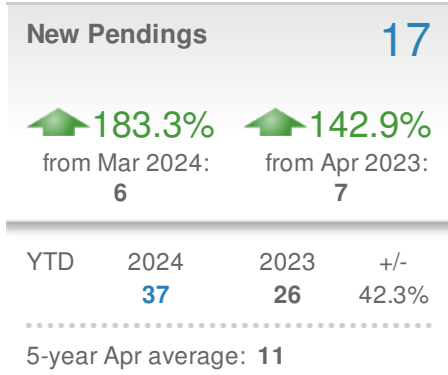 New Pendings 17
183.3% 142.9%
from Mar 2024: from Apr 2023:
6 7
YTD 2024 2023 +/-
37 26 42.3%
5-year Apr average: 11